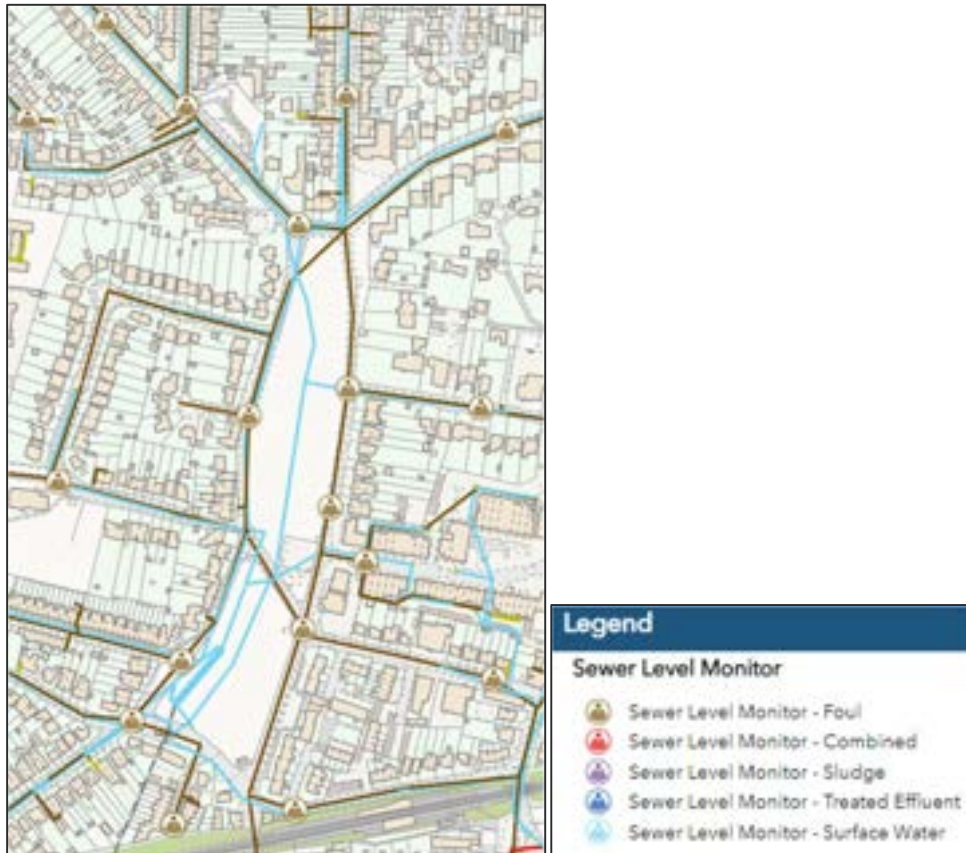 Legend
Sewer Level Monitor
Sewer Level Monitor - Foul
Sewer Level Monitor - Combined
Sewer Level Monitor - Sludge
Sewer Level Monitor - Treated Effluent
Sewer Level Monitor - Surface Water